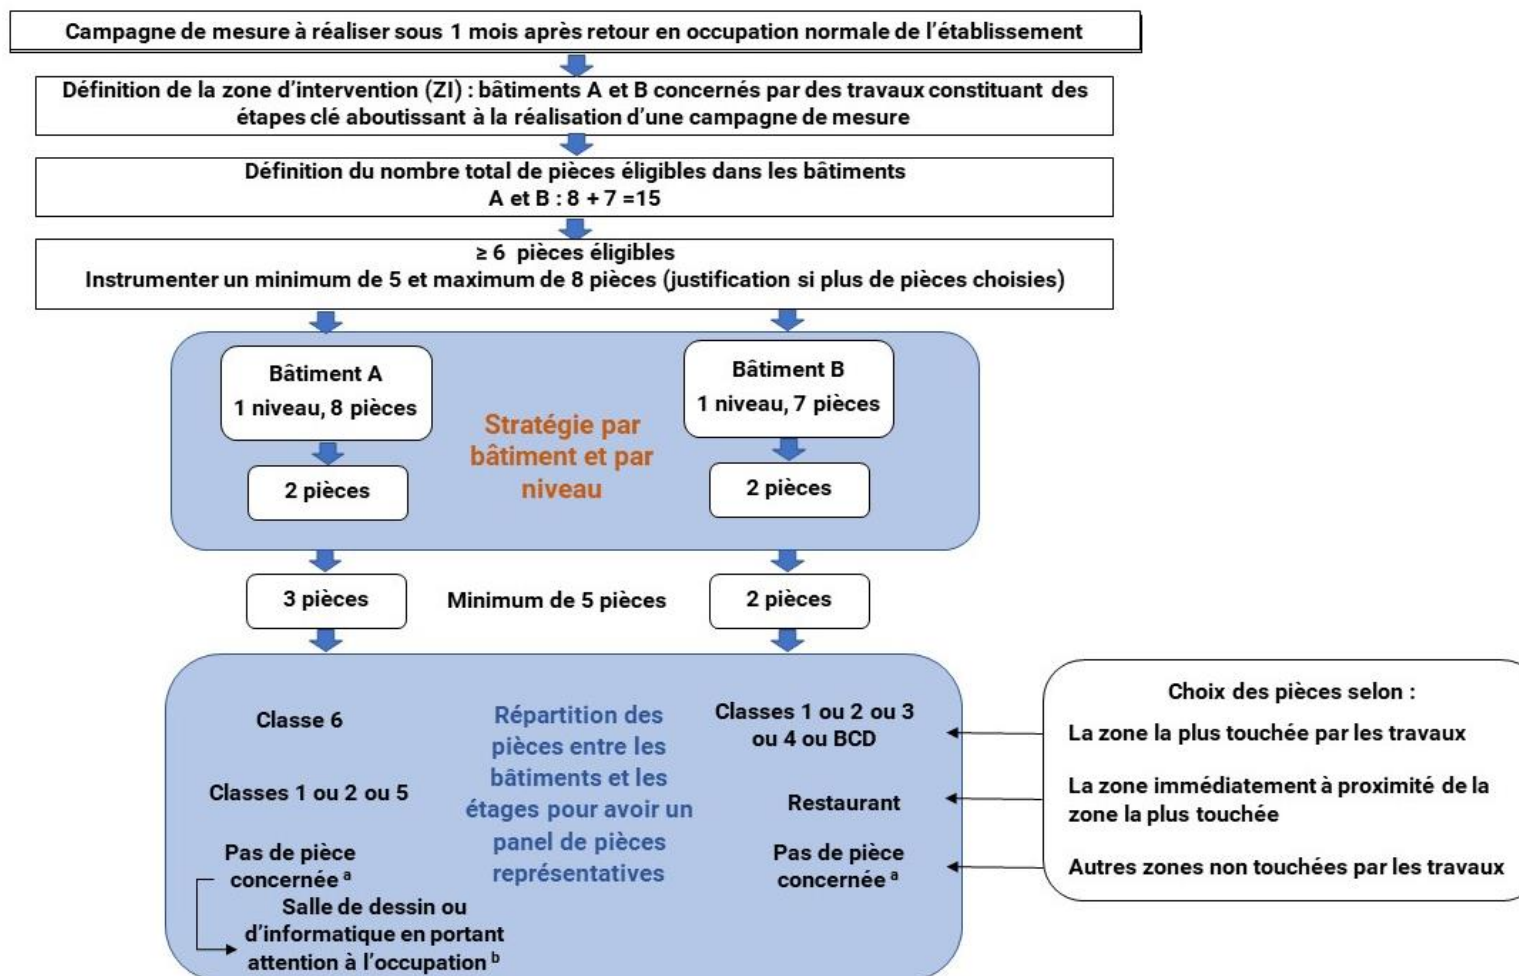 Campagne de mesure à réaliser sous 1 mois après retour en occupation normale de l’établissement
Définition de la zone d’intervention (ZI) : bâtiments A et B concernés par des travaux constituant des
étapes clé aboutissant à la réalisation d’une campagne de mesure
Définition du nombre total de pièces éligibles dans les bâtiments
A et B : 8 + 7 =15
≥ 6 pièces éligibles
Instrumenter un minimum de 5 et maximum de 8 pièces (justification si plus de pièces choisies)
Bâtiment A
1 niveau, 8 pièces
2 pièces
Stratégie par
bâtiment et par
niveau
Bâtiment B
1 niveau, 7 pièces
2 pièces
3 pièces
Minimum de 5 pièces
2 pièces
Classe 6
Classes 1 ou 2 ou 5
Pas de pièce
concernée a
Salle de dessin ou
d’informatique en portant
attention à l’occupation b
Répartition des
pièces entre les
bâtiments et les
étages pour avoir un
panel de pièces
représentatives
Classes 1 ou 2 ou 3
ou 4 ou BCD
Restaurant
Pas de pièce
concernée a
Choix des pièces selon :
La zone la plus touchée par les travaux
La zone immédiatement à proximité de la
zone la plus touchée
Autres zones non touchées par les travaux